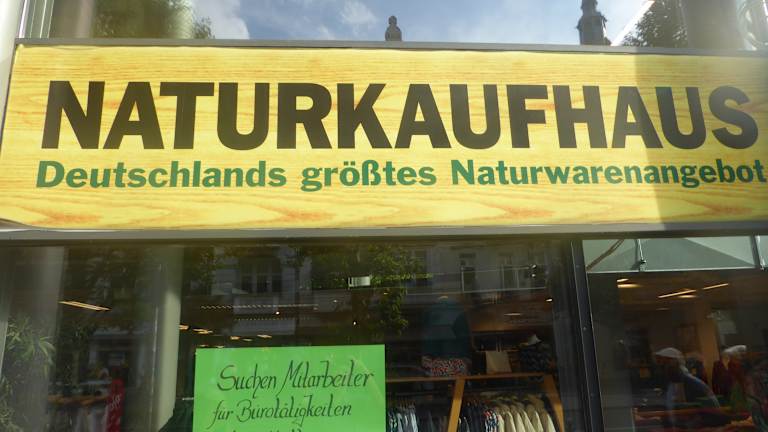 NATURKAUFHAUS
Deutschlands größtes Naturwarenangebot
Suchen Mitarbeiter
für Bürotätigkeiten